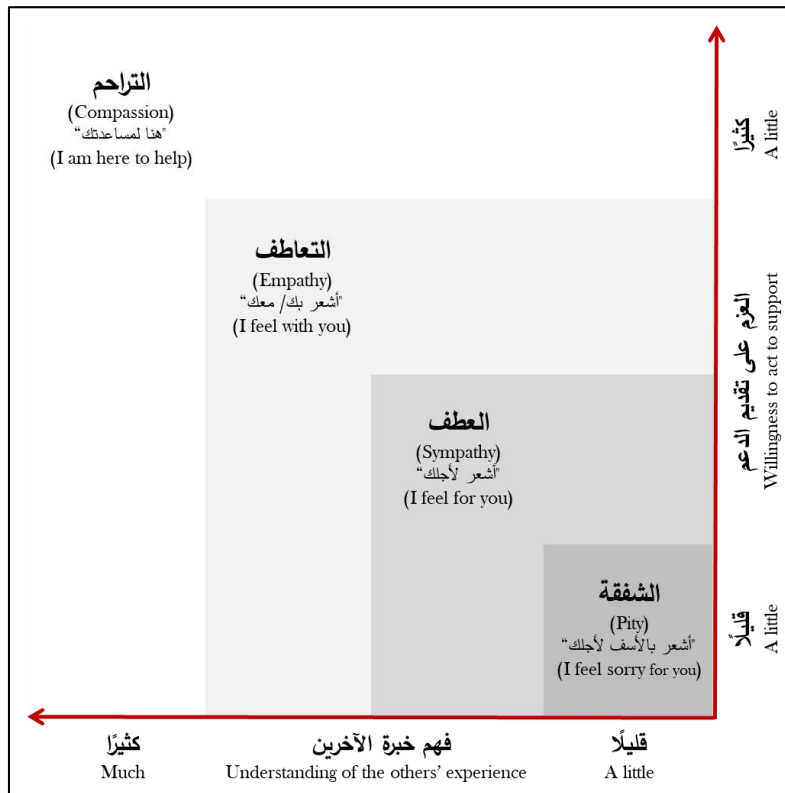 التراحم
(Compassion)
"هنا لمساعدتك"
(I am here to help)
التعاطف
(Empathy)
"أشعر بك/ معك"
(I feel with you)
العطف
(Sympathy)
"أشعر لأجلك"
(I feel for you)
الشفقة
(Pity)
"أشعر بالأسف لأجلك"
(I feel sorry for you)
كثيرًا
A little
العزم على تقديم الدعم
Willingness to act to support
قليلًا
A little
كثيرًا
Much
فهم خبرة الآخرين
Understanding of the others' experience
قليلًا
A little